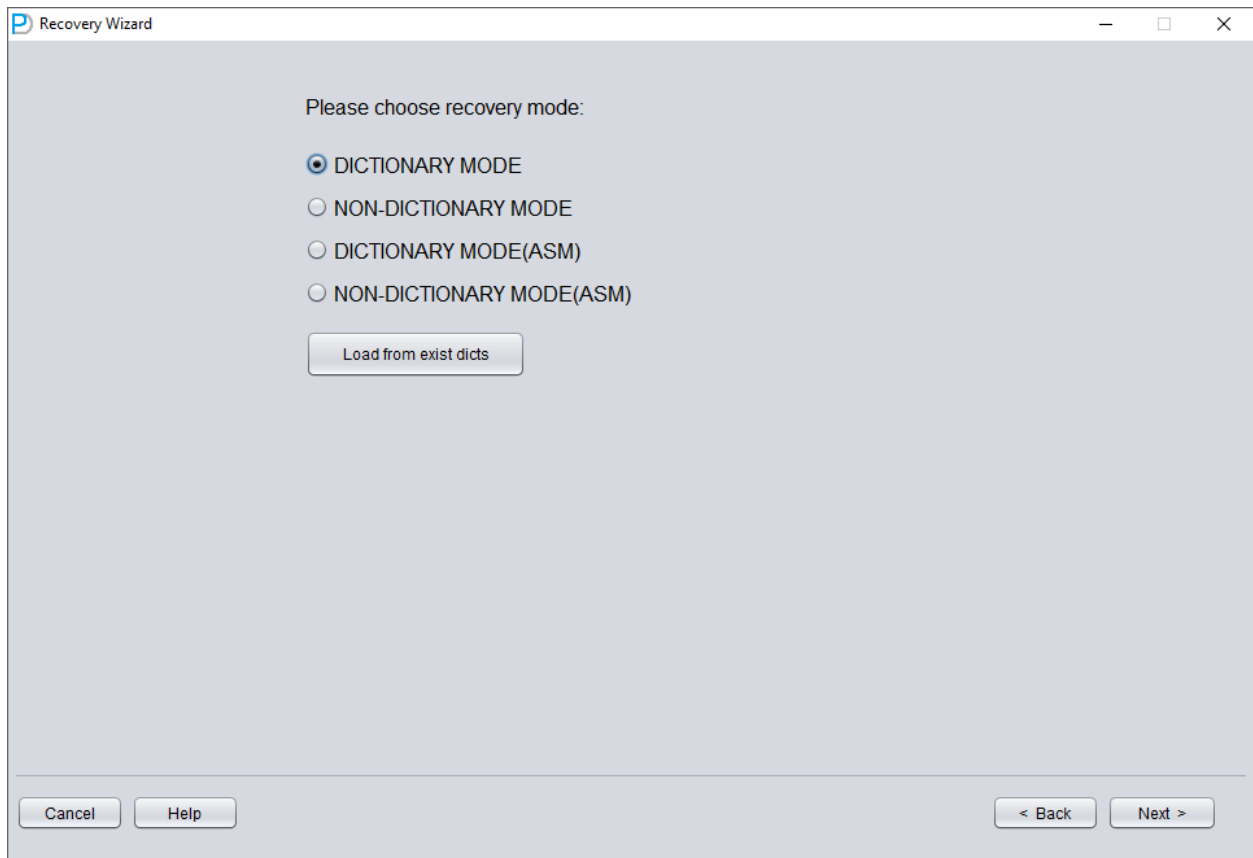 Recovery Wizard
Please choose recovery mode:
DICTIONARY MODE
NON-DICTIONARY MODE
DICTIONARY MODE(ASM)
NON-DICTIONARY MODE(ASM)
Load from exist dicts
Cancel Help < Back Next >